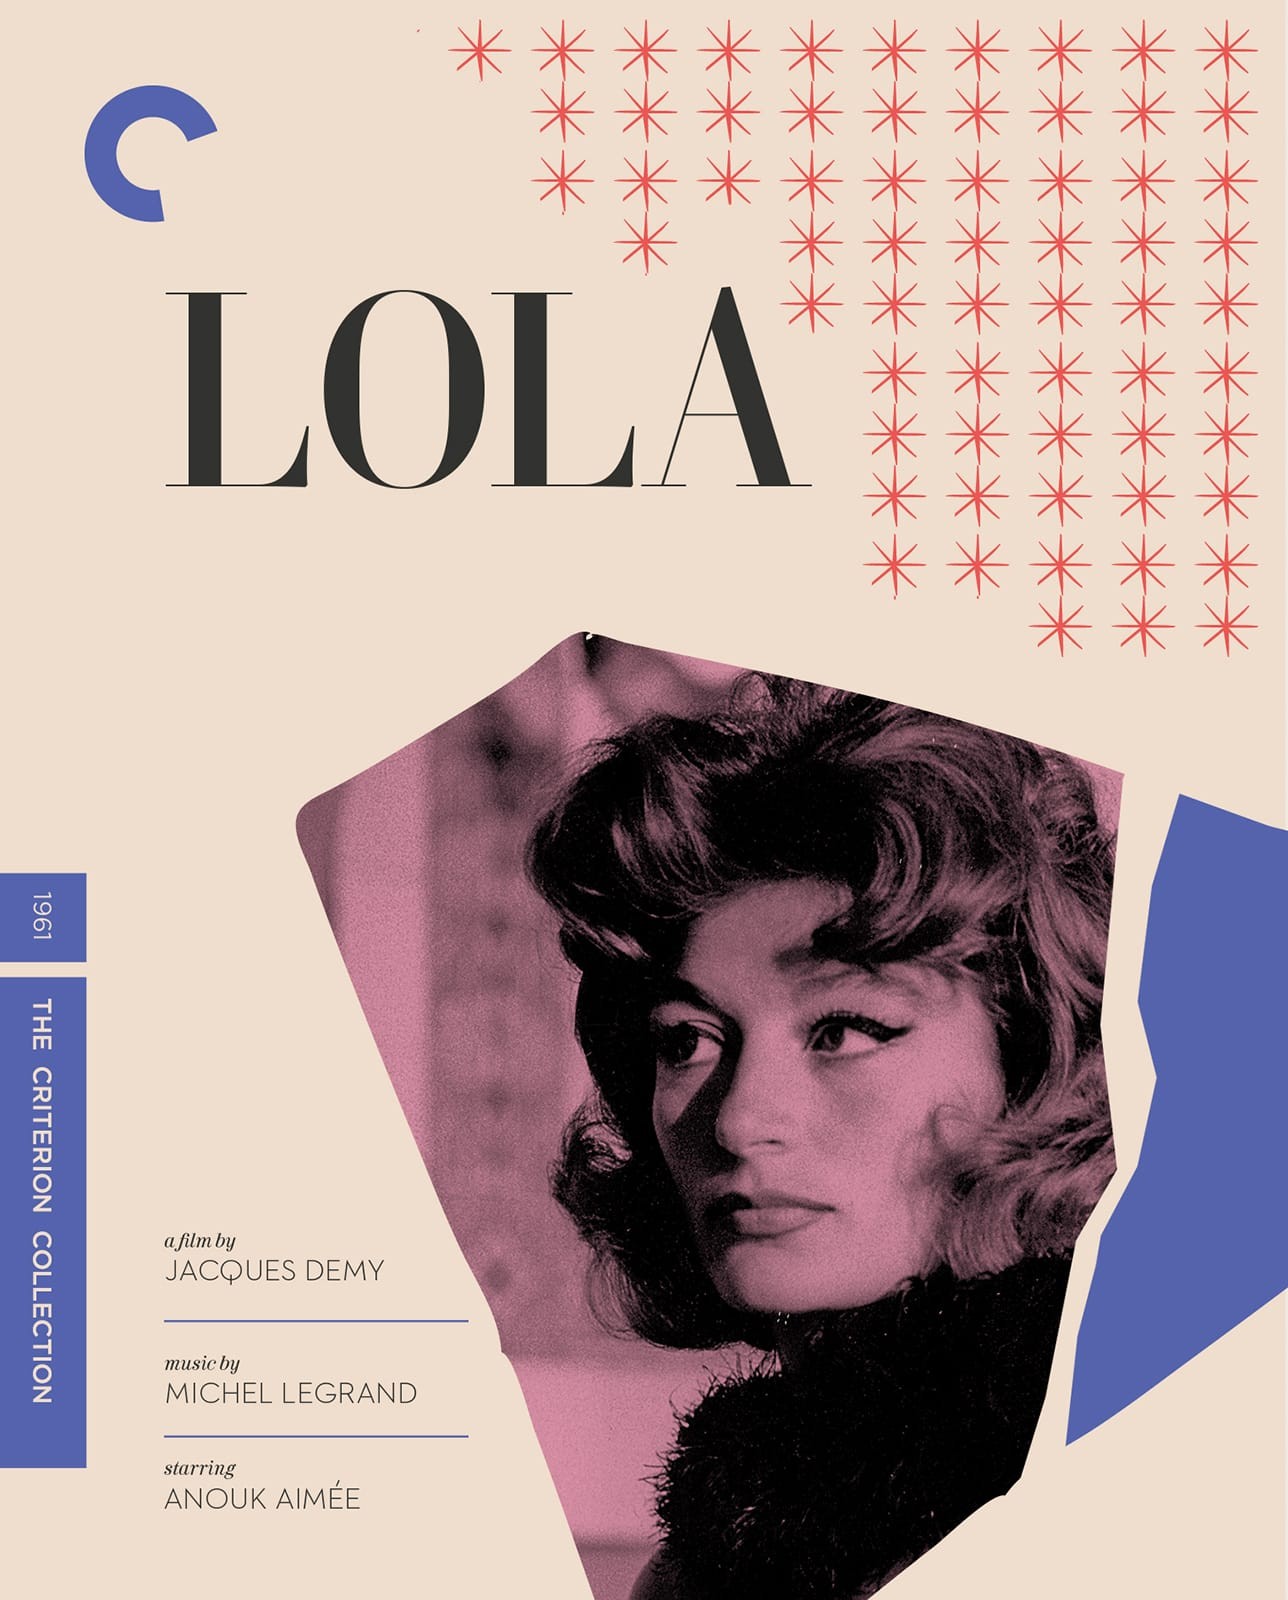 LOLA
1961
THE CRITERION COLLECTION
a film by
JACQUES DEMY
music by
MICHEL LEGRAND
starring
ANOUK AIMÉE